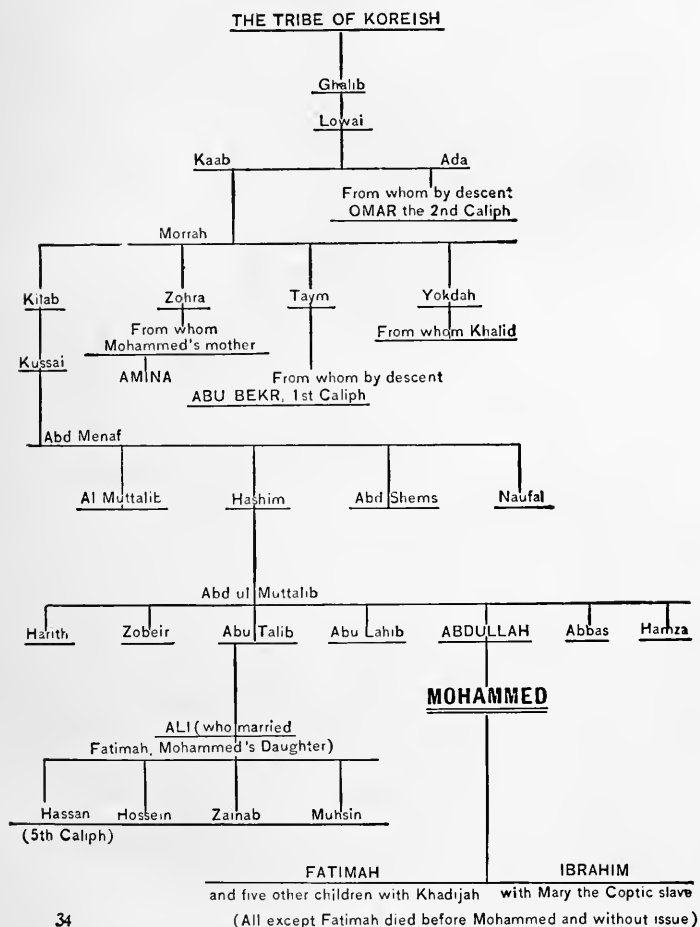 THE TRIBE OF KOREISH
Ghalib
Lowai
Kaab Ada
From whom by descent
OMAR the 2nd Caliph
Morrah
Kilab Zohra Taym Yokdah
From whom
Mohammed's mother
From whom Khalid
Kussai
AMINA
From whom by descent
ABU BEKR, 1st Caliph
Abd Menaf
Al Muttalib Hashim Abd Shems Naufal
Abd ul Muttalib
Harith Zobeir Abu Talib Abu Lahib ABDULLAH Abbas Hamza
MOHAMMED
ALI (who married
Fatimah, Mohammed's Daughter)
Hassan Hossein Zainab Muhsin
(5th Caliph)
FATIMAH IBRAHIM
and five other children with Khadijah with Mary the Coptic slave
34 (All except Fatimah died before Mohammed and without issue)